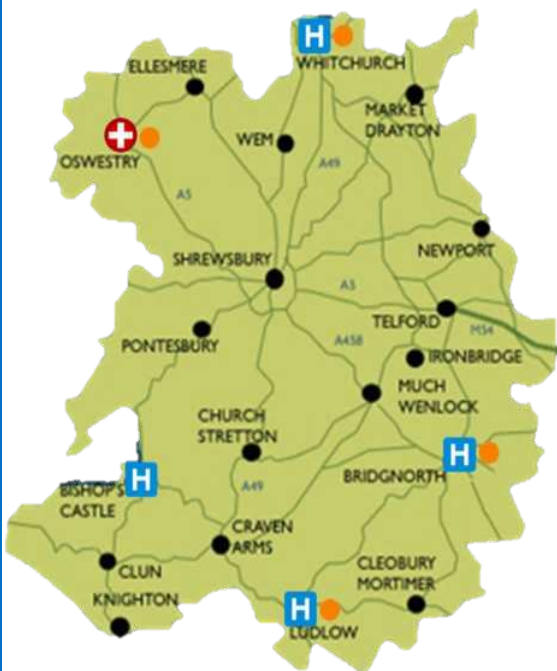 H
WHITCHURCH
ELLESMERE
MARKET
DRAYTON
WEM
OSWESTRY
A49
A5
NEWPORT
SHREWSBURY
A5
TELFORD
M54
PONTESBURY
A458
IRONBRIDGE
MUCH
WENLOCK
CHURCH
STRETTON
H
BRIDGNORTH
H
BISHOP'S
CASTLE
A49
CRAVEN
ARMS
CLUN
CLEOBURY
MORTIMER
KNIGHTON
H
LUDLOW